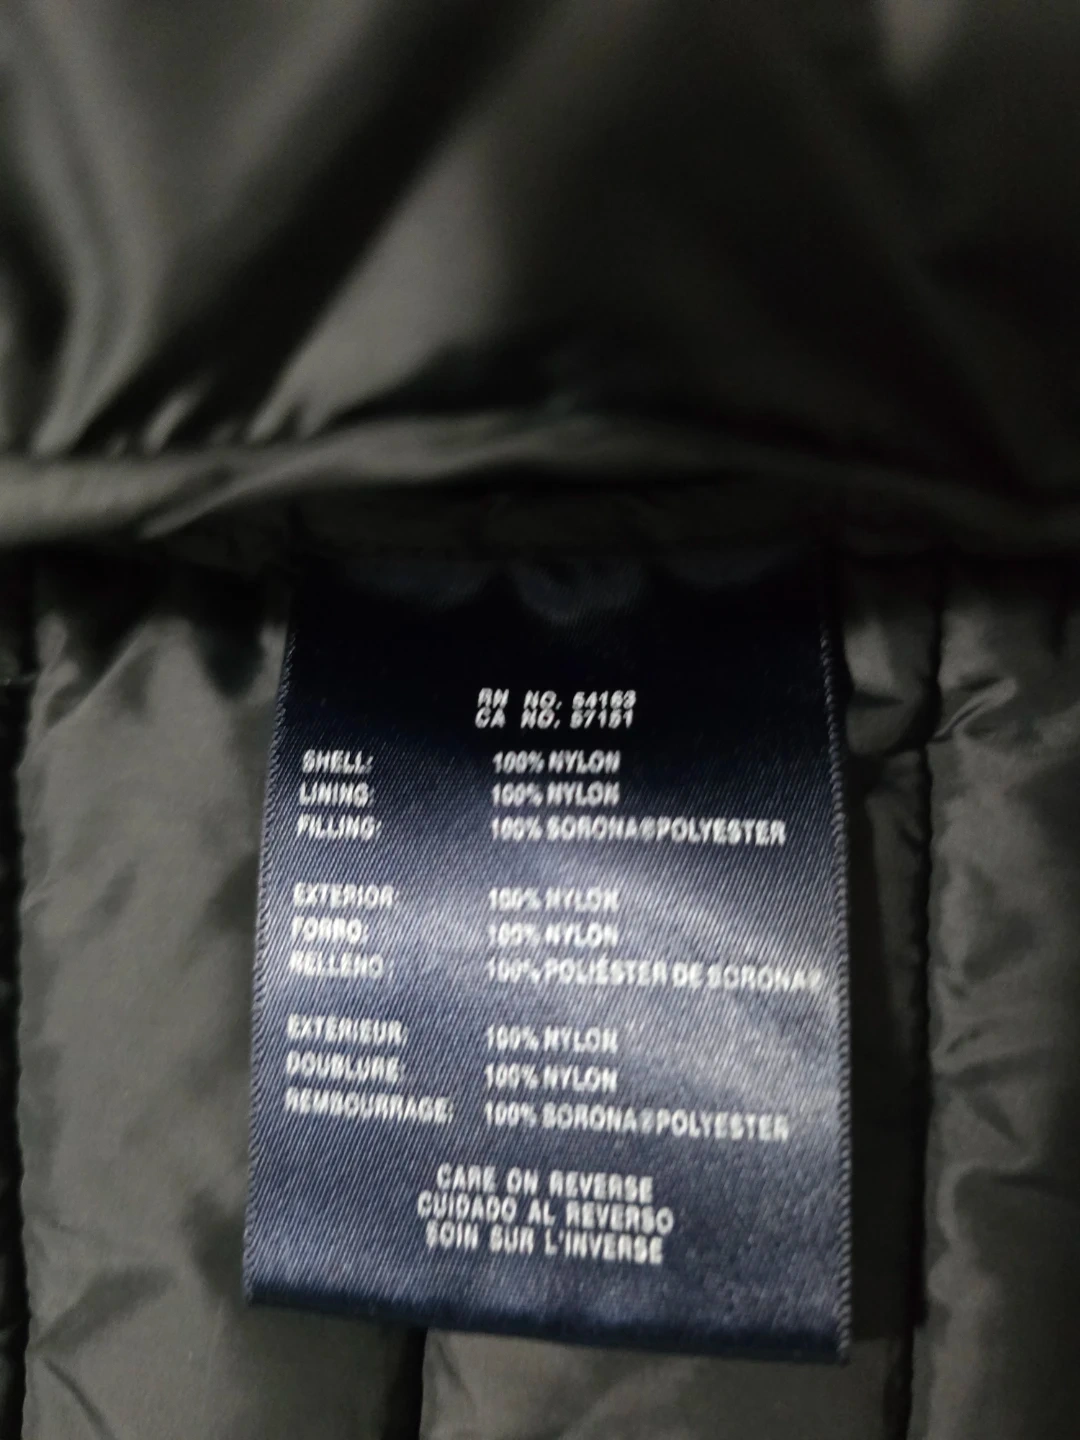 RN NO. 54163
CA NO. 57151
SHELL: 100% NYLON
LINING: 100% NYLON
FILLING: 100% SORONA®POLYESTER
EXTERIOR: 100% NYLON
FORRO: 100% NYLON
RELLENO: 100% POLIÉSTER DE SORONA®
EXTÉRIEUR: 100% NYLON
DOUBLURE: 100% NYLON
REMBOURRAGE: 100% SORONA®POLYESTER
CARE ON REVERSE
CUIDADO AL REVERSO
SOIN SUR L'INVERSE